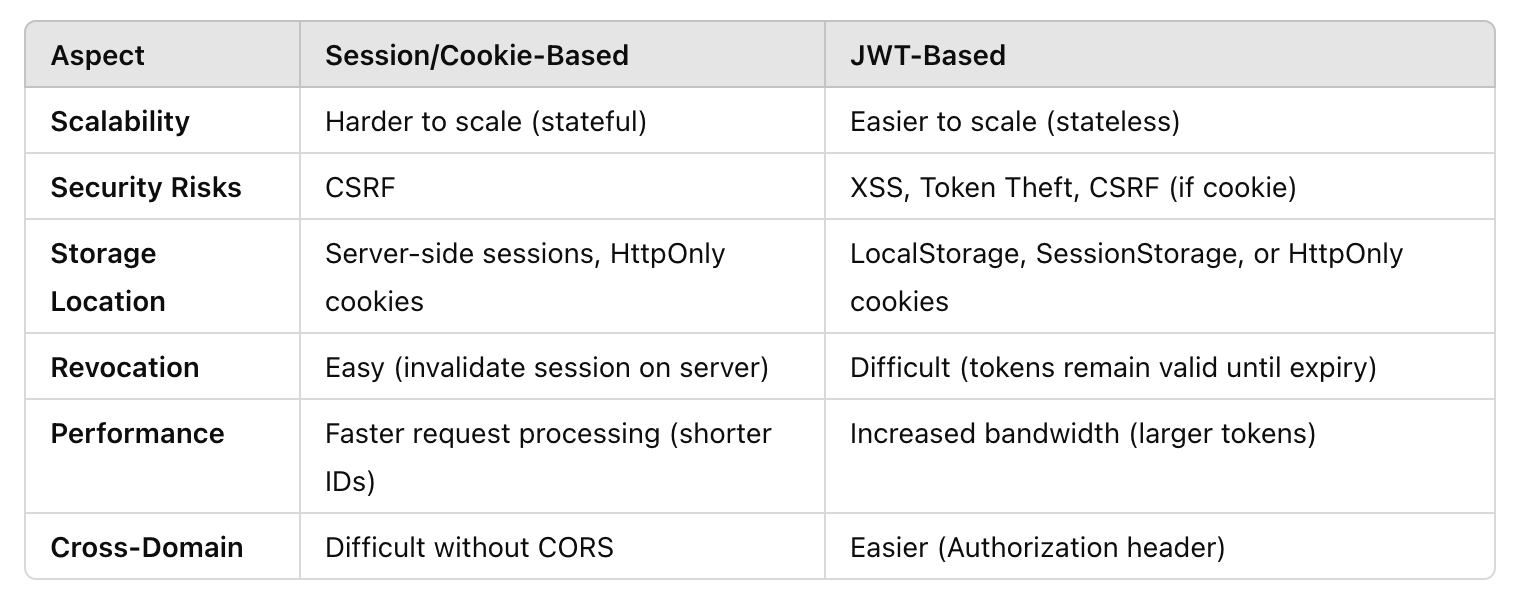 Aspect Session/Cookie-Based JWT-Based
Scalability Harder to scale (stateful) Easier to scale (stateless)
Security Risks CSRF XSS, Token Theft, CSRF (if cookie)
Storage Server-side sessions, HttpOnly LocalStorage, SessionStorage, or HttpOnly
Location cookies cookies
Revocation Easy (invalidate session on server) Difficult (tokens remain valid until expiry)
Performance Faster request processing (shorter Increased bandwidth (larger tokens)
IDs)
Cross-Domain Difficult without CORS Easier (Authorization header)